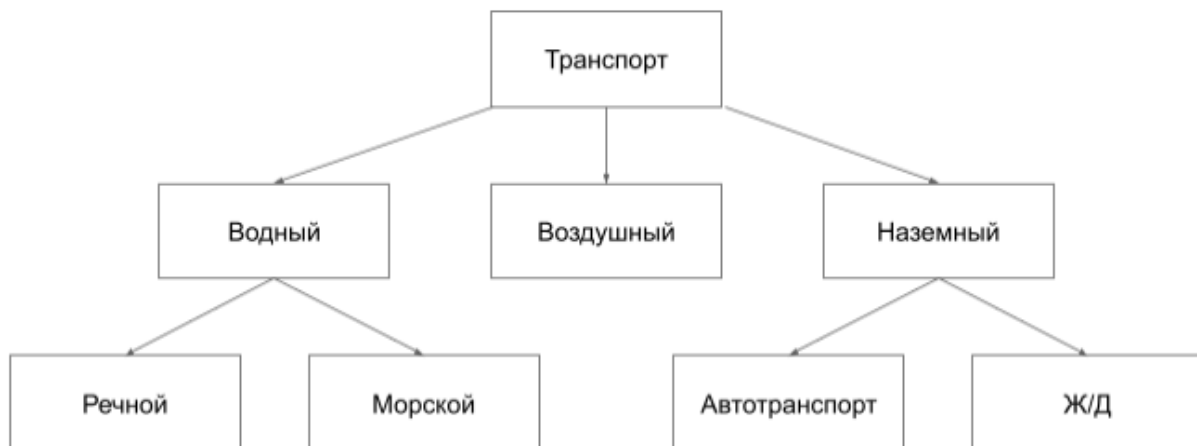 Транспорт
Водный
Воздушный
Наземный
Речной
Морской
Автотранспорт
Ж/Д